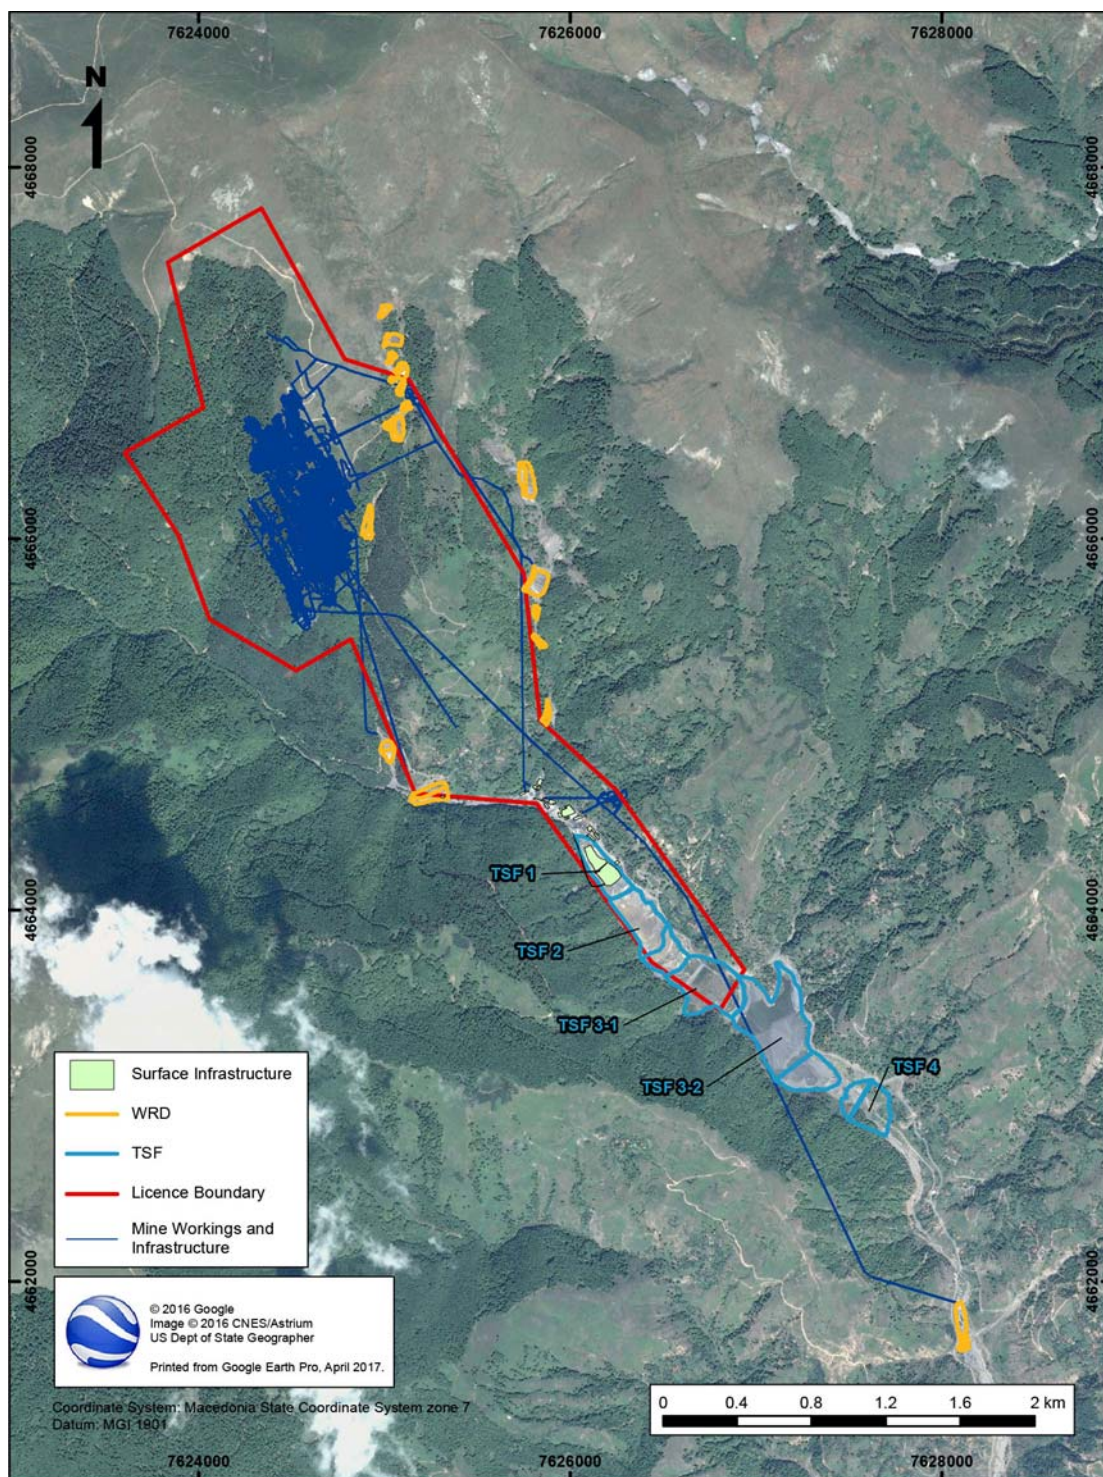 7624000
7626000
7628000
N
4668000
4668000
4666000
4666000
TSF 1
4664000
4664000
TSF 2
TSF 3-1
TSF 3-2
TSF 4
Surface Infrastructure
WRD
TSF
Licence Boundary
Mine Workings and
Infrastructure
4662000
4662000
© 2016 Google
Image © 2016 CNES/Astrium
US Dept of State Geographer
Printed from Google Earth Pro, April 2017.
0 0.4 0.8 1.2 1.6 2 km
Coordinate System: Macedonia State Coordinate System zone 7
Datum: MGI 1901
7624000
7626000
7628000